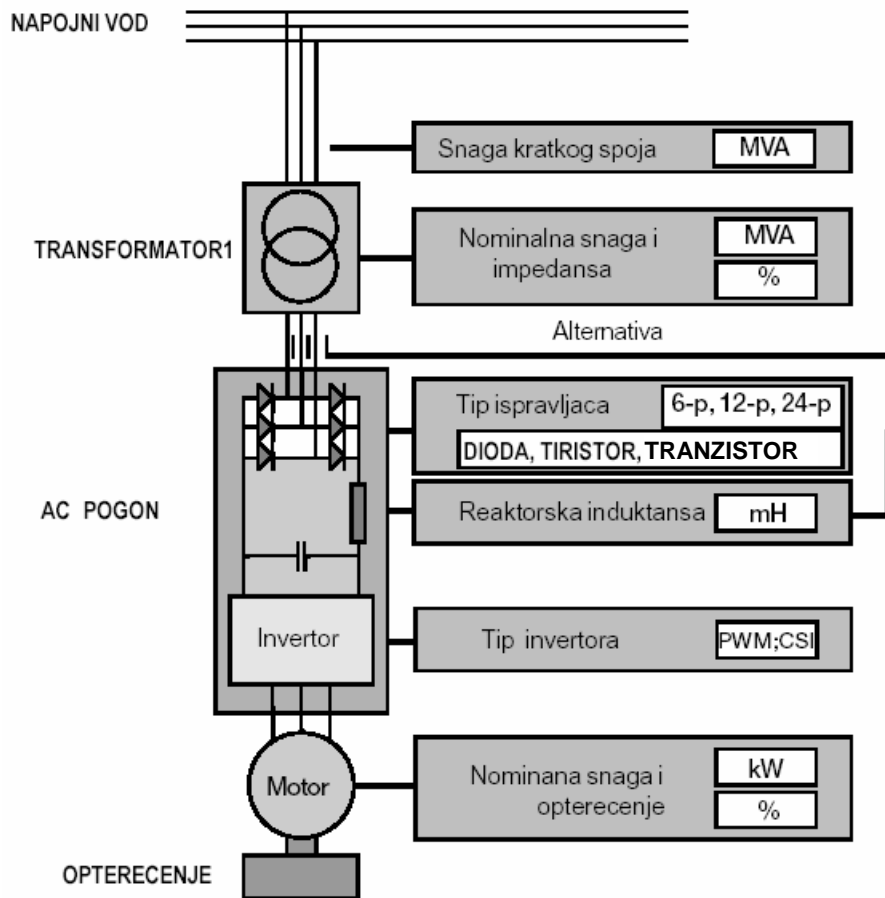 NAPOJNI VOD
Snaga kratkog spoja MVA
TRANSFORMATOR1
Nominalna snaga i
impedansa
MVA
%
Alternativa
Tip ispravljaca 6-p, 12-p, 24-p
DIODA, TIRISTOR, TRANZISTOR
AC POGON
Reaktorska induktansa mH
Invertor
Tip invertora PWM;CSI
Motor
Nominana snaga i
opterecenje
kW
%
OPTERECENJE